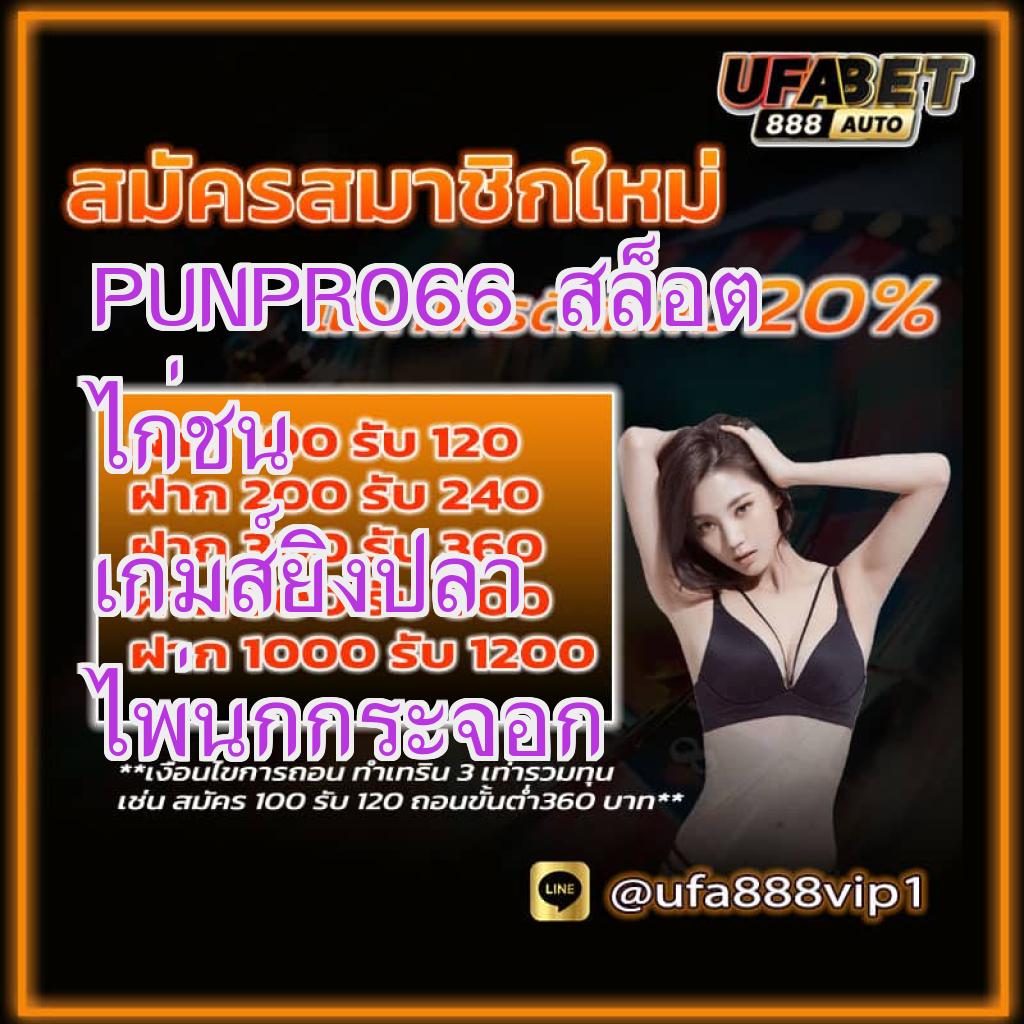 UFABET
888 AUTO
สมัครสมาชิกใหม่
PUNPRO66 สล็อต
20%
ไก่ชน
รับ 120
ฝาก 200 รับ 240
เกมส์ยิงปลา
ฝาก 1000 รับ 1200
ไพ่นกกระจอก
**เงื่อนไขการถอน ทำเทริน 3 เท่ารวมทุน
เช่น สมัคร 100 รับ 120 ถอนขั้นต่ำ360 บาท**
LINE @ufa888vip1